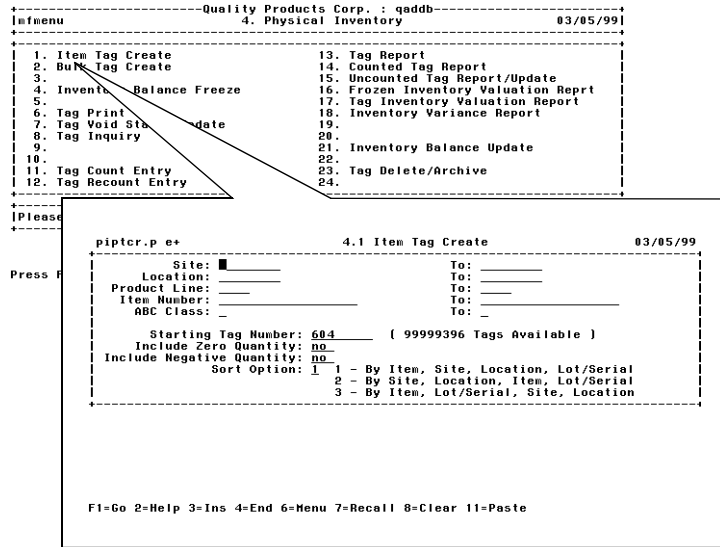 Quality Products Corp. : qaddb
mfmenu 4. Physical Inventory 03/05/99
1. Item Tag Create 13. Tag Report
2. Bulk Tag Create 14. Counted Tag Report
3. 15. Uncounted Tag Report/Update
4. Inventory Balance Freeze 16. Frozen Inventory Valuation Reprt
5. 17. Tag Inventory Valuation Report
6. Tag Print 18. Inventory Variance Report
7. Tag Void Sta date 19.
8. Tag Inquiry 20.
9. 21. Inventory Balance Update
10. 22.
11. Tag Count Entry 23. Tag Delete/Archive
12. Tag Recount Entry 24.
Please
Press F
piptcr.p e+ 4.1 Item Tag Create 03/05/99
Site: To:
Location: To:
Product Line: To:
Item Number: To:
ABC Class: To:
Starting Tag Number: 604 ( 99999396 Tags Available )
Include Zero Quantity: no
Include Negative Quantity: no
Sort Option: 1 1 - By Item, Site, Location, Lot/Serial
2 - By Site, Location, Item, Lot/Serial
3 - By Item, Lot/Serial, Site, Location
F1=Go 2=Help 3=Ins 4=End 6=Menu 7=Recall 8=Clear 11=Paste